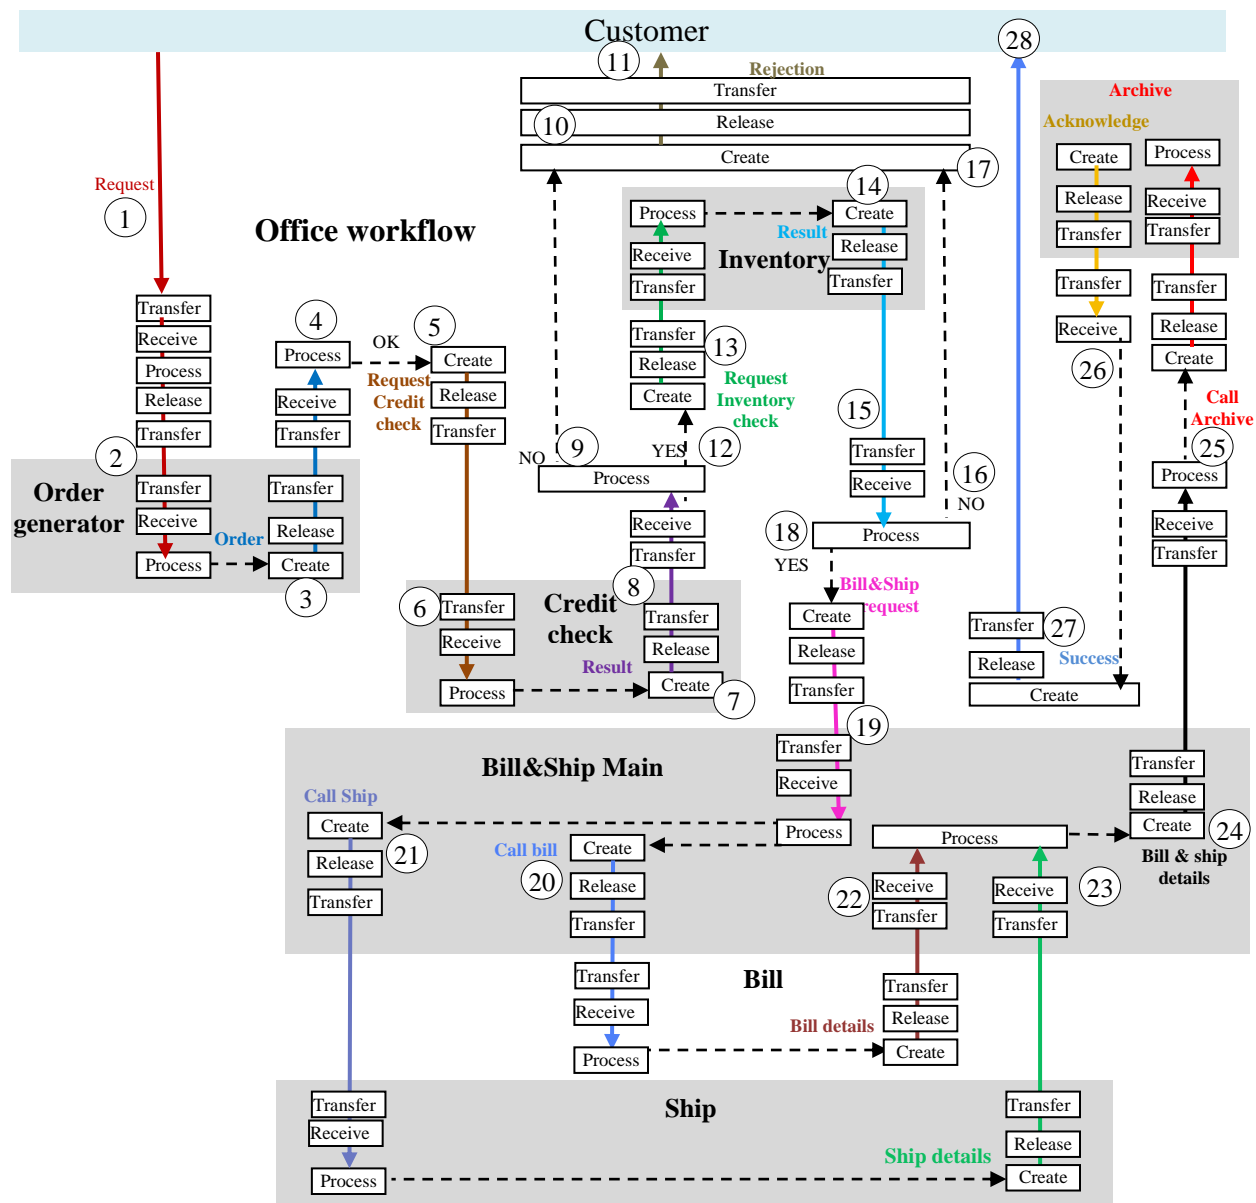 Customer
28
11
Rejection
Transfer
10
Release
Create
17
Archive
Acknowledge
Create
Release
Transfer
Process
Receive
Transfer
Request
1
Office workflow
14
Process
Create
Result
Release
Receive
Inventory
Transfer
Transfer
Transfer
Receive
Process
Release
Transfer
2
4
Process
OK
5
Create
Request
Credit
check
Release
Transfer
Receive
Transfer
Transfer
Release
Create
13
Request
Inventory
check
Transfer
Receive
26
Transfer
Release
Create
Call
Archive
25
15
Transfer
Receive
NO
9
YES
12
Process
16
NO
Process
Receive
Transfer
Order
generator
Transfer
Receive
Process
Order
Transfer
Release
Create
3
Receive
Transfer
8
18
Process
YES
Bill&Ship
request
Create
Release
Transfer
6
Transfer
Receive
Process
Credit
check
Result
Transfer
Release
Create
7
Transfer
27
Release
Success
Create
Bill&Ship Main
19
Transfer
Receive
Process
Call Ship
Create
21
Release
Transfer
Call bill
Create
20
Release
Transfer
Process
22
Receive
Transfer
23
Receive
Transfer
Transfer
Release
Create
24
Bill & ship
details
Bill
Transfer
Receive
Process
Bill details
Transfer
Release
Create
Ship
Transfer
Receive
Process
Ship details
Transfer
Release
Create